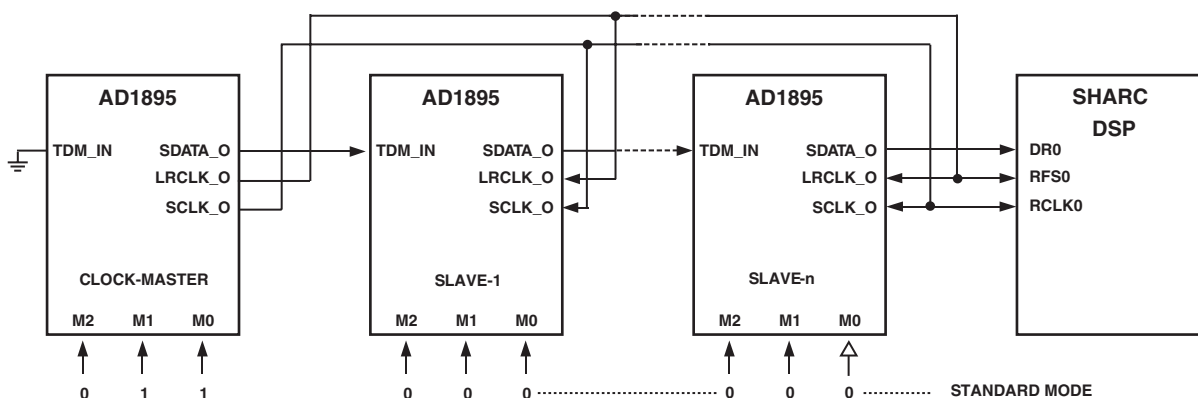 AD1895 AD1895 AD1895 SHARC
DSP
TDM_IN SDATA_O TDM_IN SDATA_O TDM_IN SDATA_O DR0
LRCLK_O LRCLK_O LRCLK_O RFS0
SCLK_O SCLK_O SCLK_O RCLK0
CLOCK-MASTER SLAVE-1 SLAVE-n
M2 M1 M0 M2 M1 M0 M2 M1 M0
0 1 1 0 0 0 0 0 0 STANDARD MODE